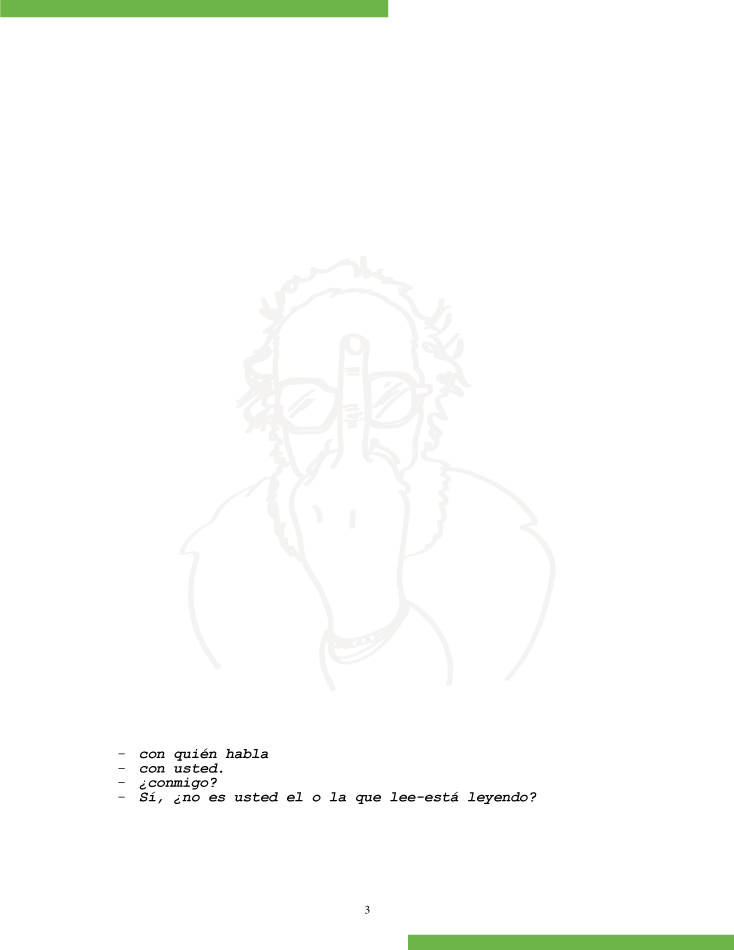 - con quién habla
- con usted.
- ¿conmigo?
- Sí, ¿no es usted el o la que lee-está leyendo?
3